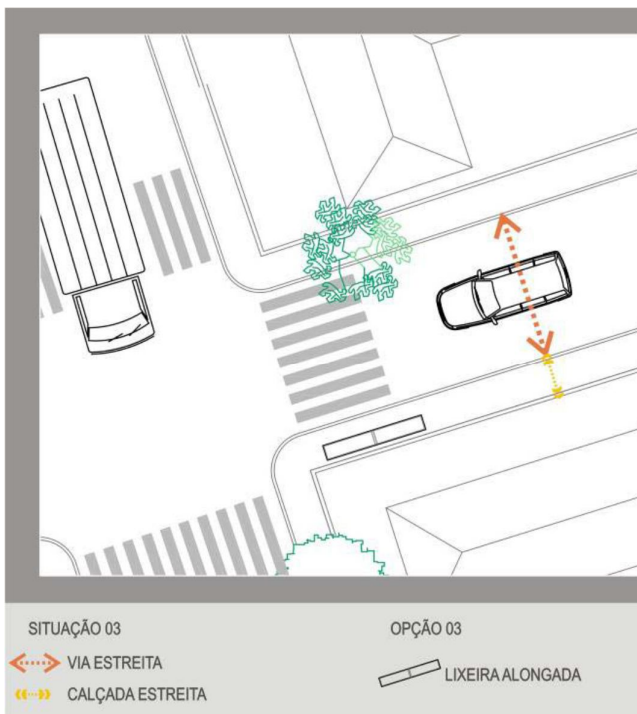 SITUAÇÃO 03
VIA ESTREITA
CALÇADA ESTREITA
OPÇÃO 03
LIXEIRA ALONGADA